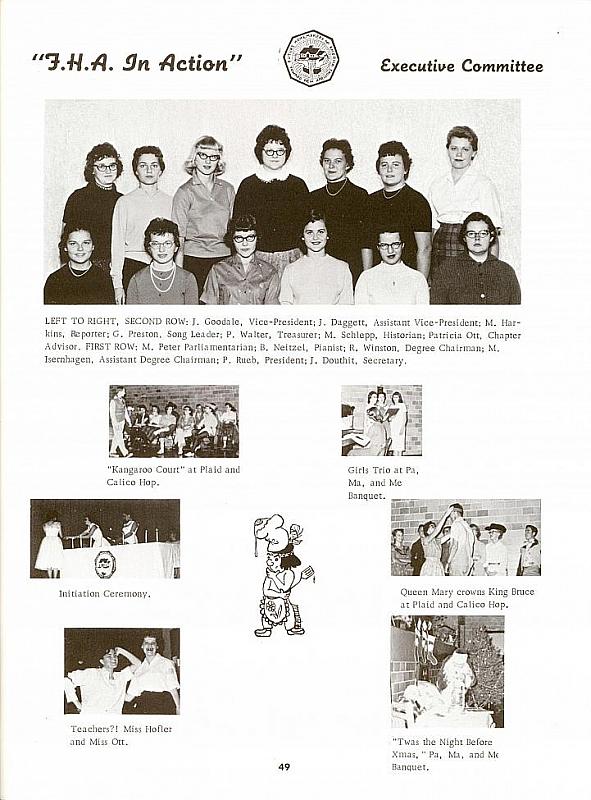 "F.H.A. In Action"
Executive Committee
LEFT TO RIGHT, SECOND ROW: J. Goodale, Vice-President; J. Daggett, Assistant Vice-President; M. Har-
kins, Reporter; G. Preston, Song Leader; P. Walter, Treasurer; M. Schlepp, Historian; Patricia Ott, Chapter
Advisor. FIRST ROW: M. Peter Parliamentarian; B. Neitzel, Pianist; R. Winston, Degree Chairman; M.
Isernhagen, Assistant Degree Chairman; P. Rueb, President; J. Douthit, Secretary.
"Kangaroo Court" at Plaid and
Calico Hop.
Girls Trio at Pa,
Ma, and Me
Banquet.
Initiation Ceremony.
Queen Mary crowns King Bruce
at Plaid and Calico Hop.
Teachers?! Miss Hofer
and Miss Ott.
"Twas the Night Before
Xmas," Pa, Ma, and Me
Banquet.
49